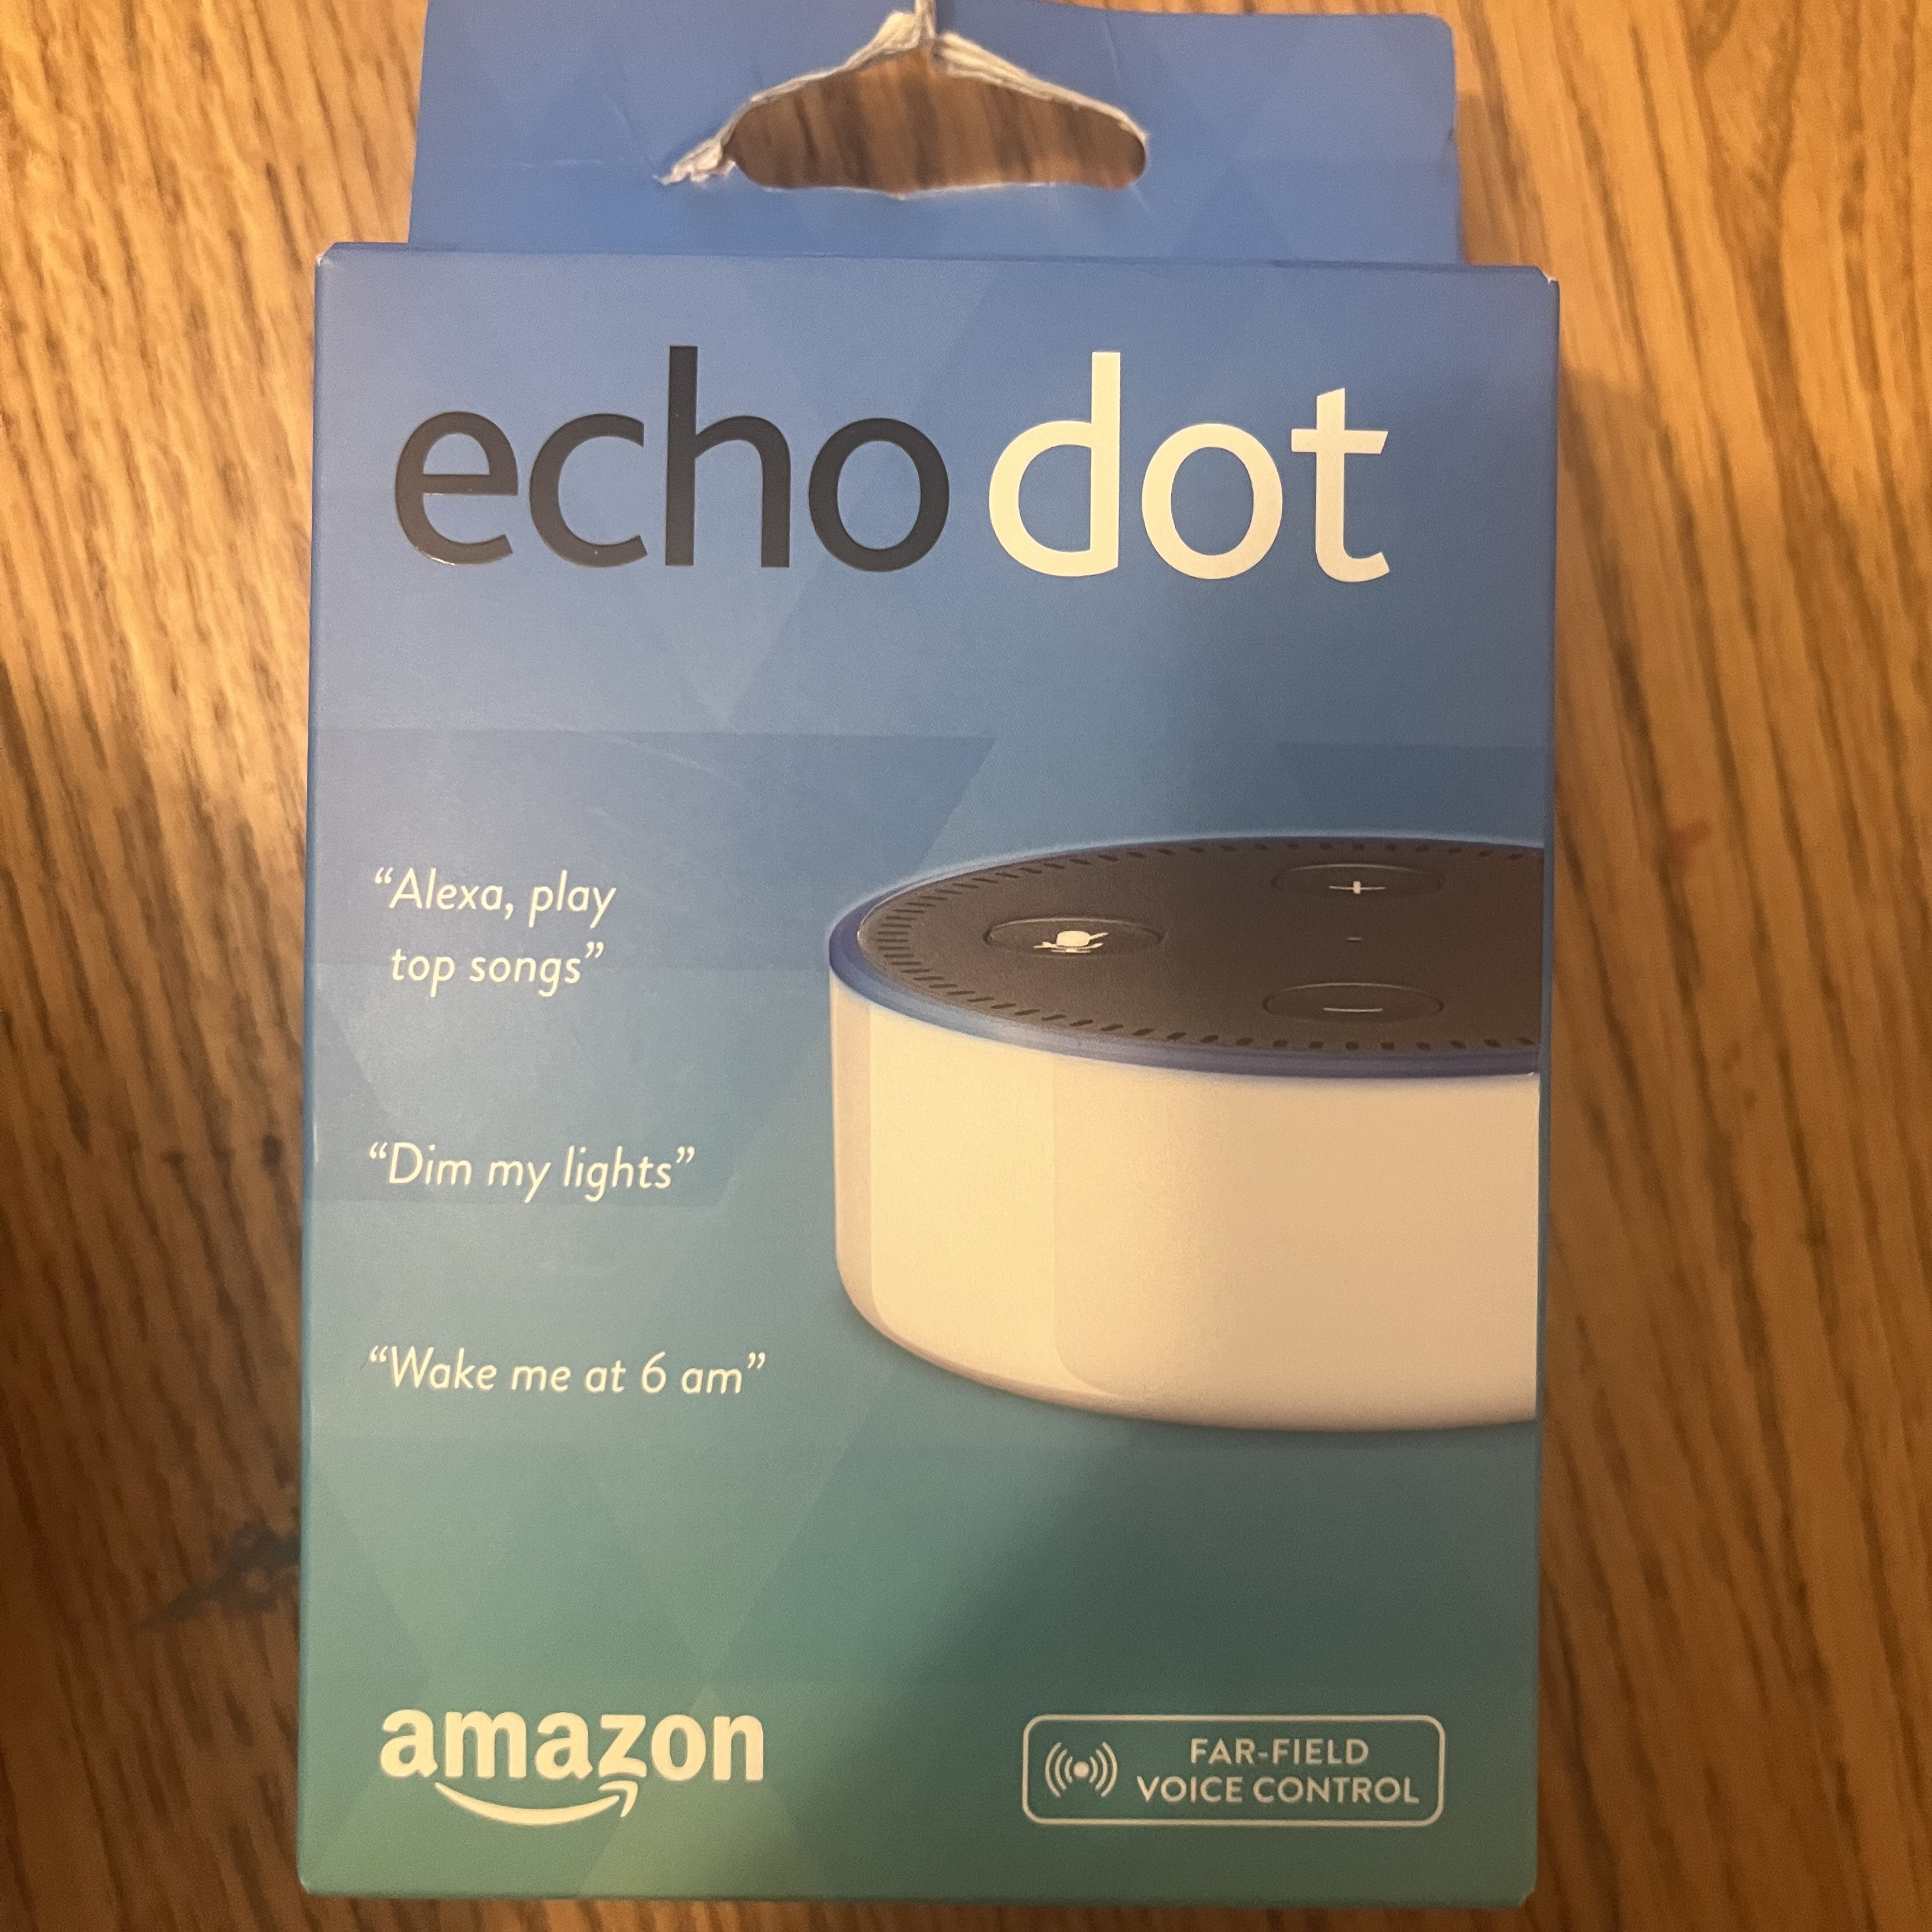 echo dot
“Alexa, play
top songs”
“Dim my lights”
“Wake me at 6 am”
amazon
FAR-FIELD
VOICE CONTROL